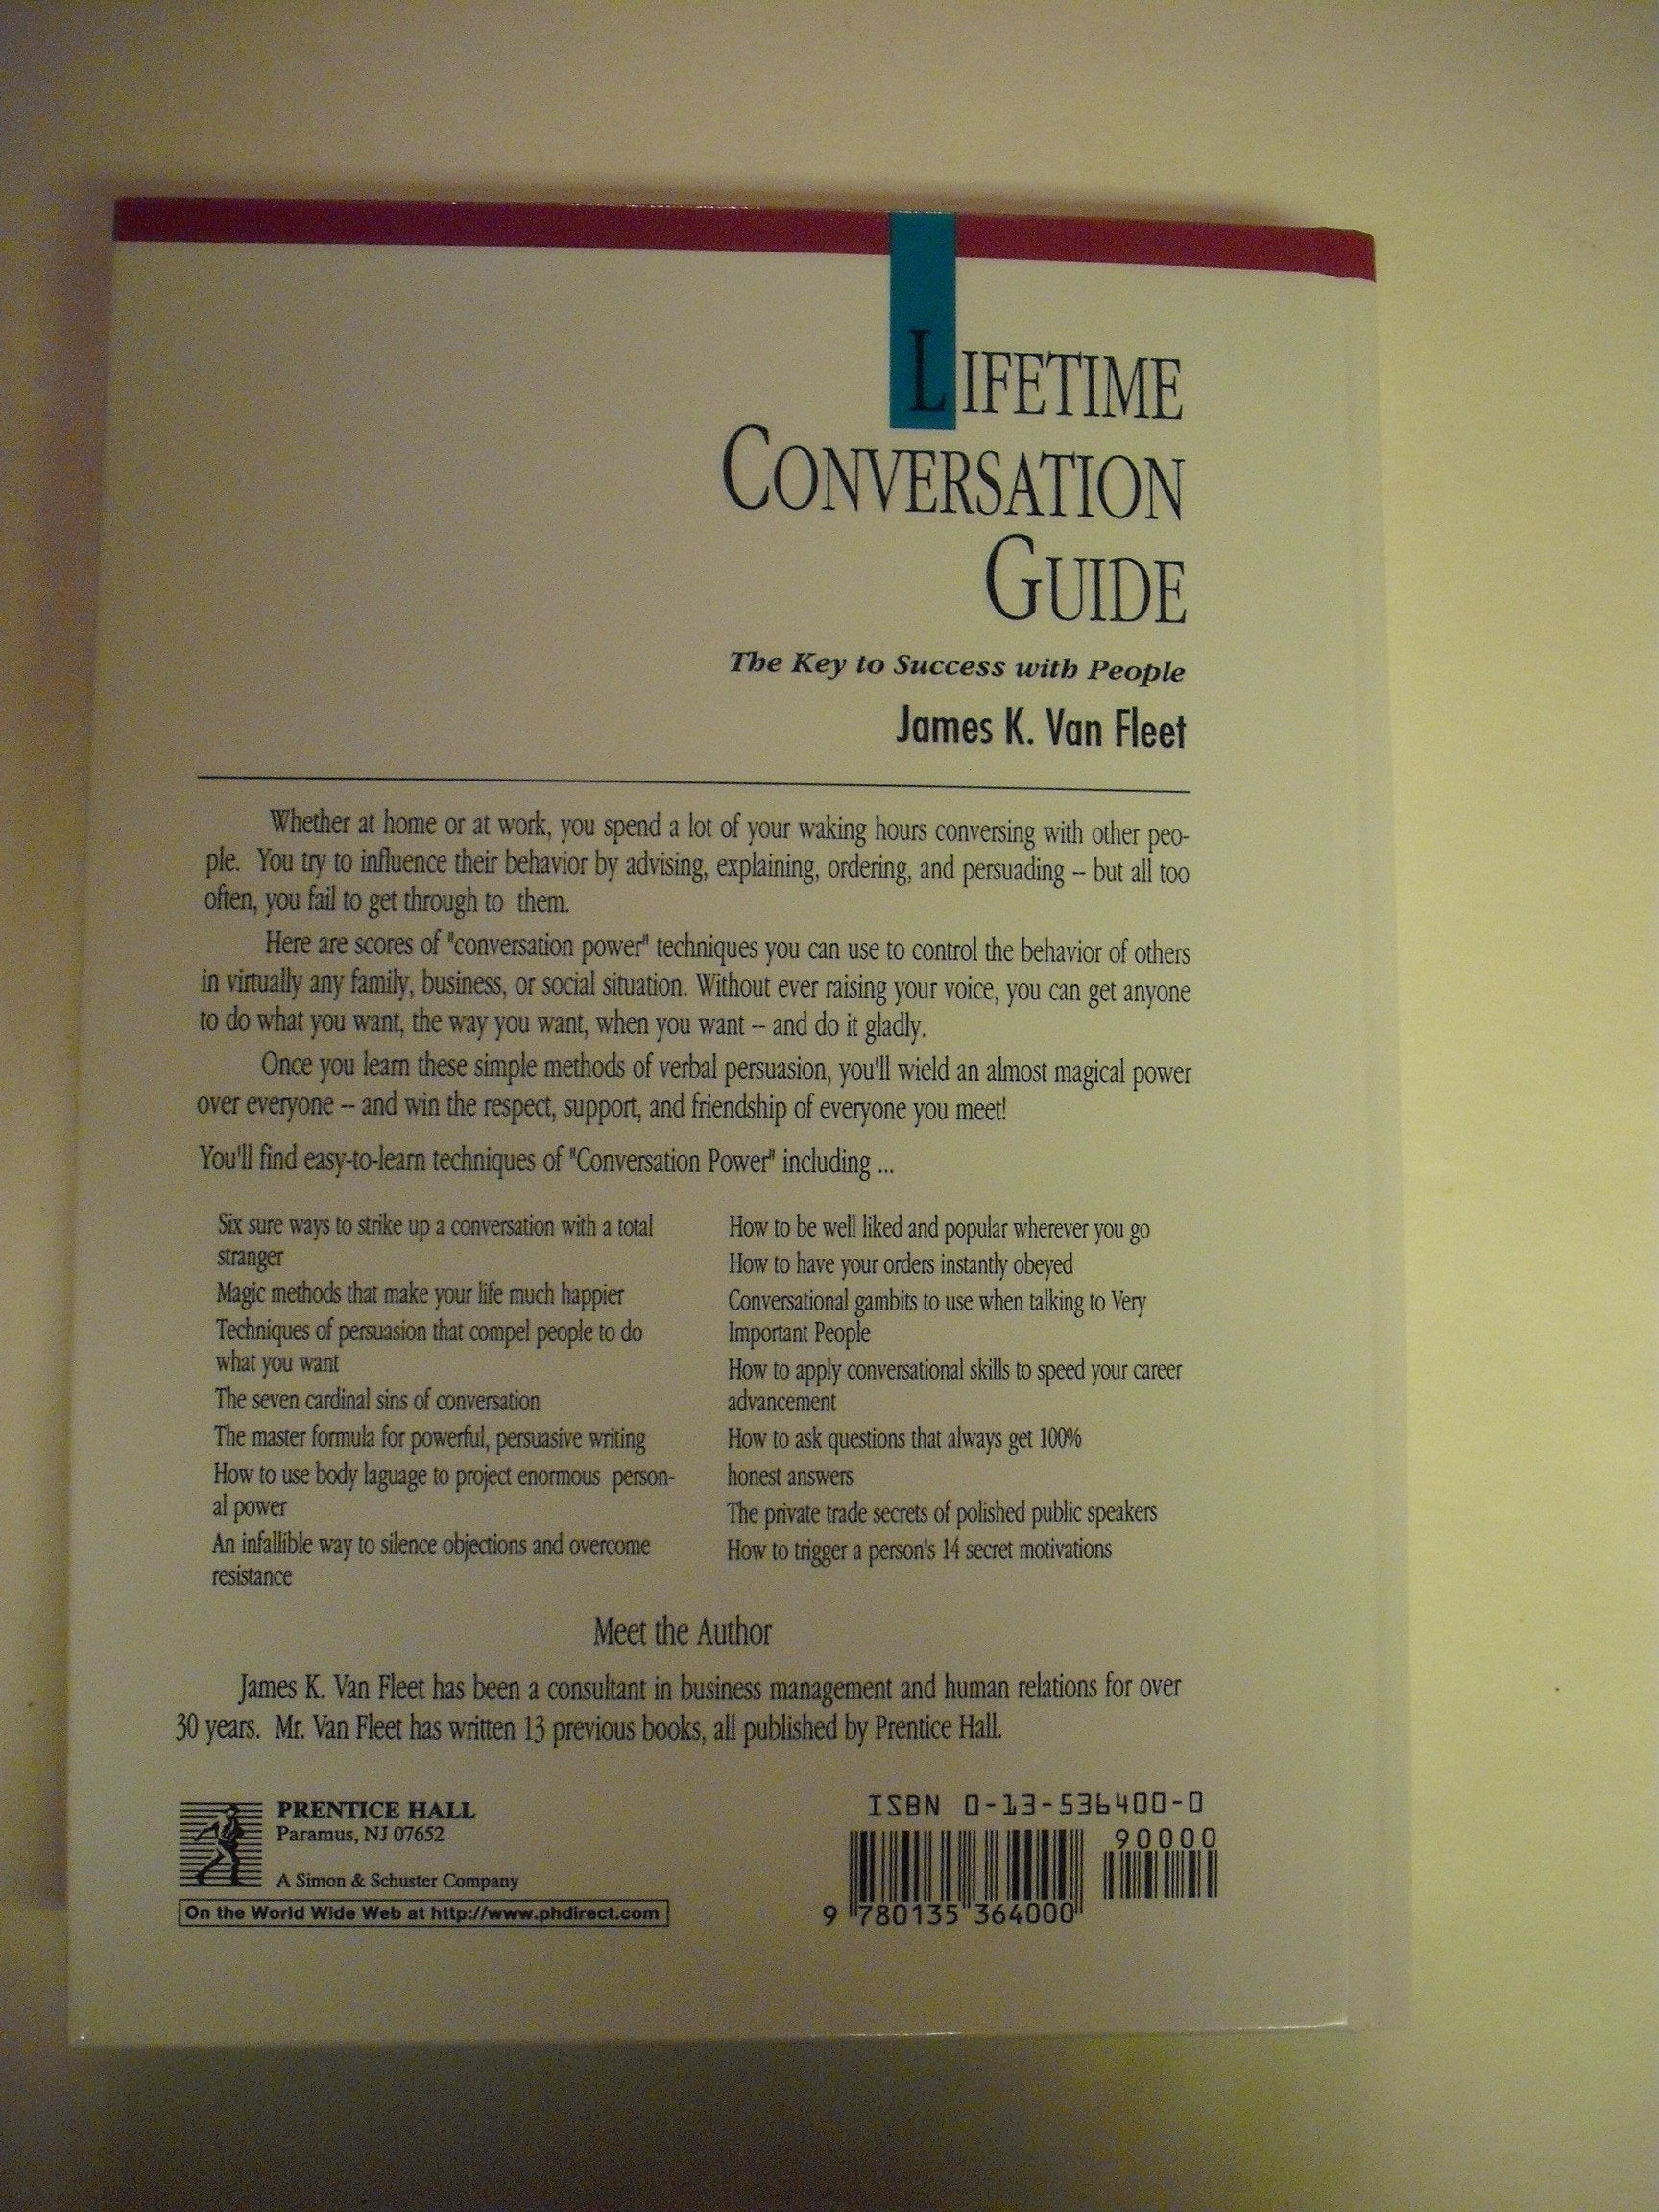 LIFETIME
CONVERSATION
GUIDE
The Key to Success with People
James K. Van Fleet
Whether at home or at work, you spend a lot of your waking hours conversing with other peo-
ple. You try to influence their behavior by advising, explaining, ordering, and persuading -- but all too
often, you fail to get through to them.
Here are scores of "conversation power" techniques you can use to control the behavior of others
in virtually any family, business, or social situation. Without ever raising your voice, you can get anyone
to do what you want, the way you want, when you want -- and do it gladly.
Once you learn these simple methods of verbal persuasion, you'll wield an almost magical power
over everyone -- and win the respect, support, and friendship of everyone you meet!
You'll find easy-to-learn techniques of "Conversation Power" including ...
Six sure ways to strike up a conversation with a total
stranger
Magic methods that make your life much happier
Techniques of persuasion that compel people to do
what you want
The seven cardinal sins of conversation
The master formula for powerful, persuasive writing
How to use body laguage to project enormous person-
al power
An infallible way to silence objections and overcome
resistance
How to be well liked and popular wherever you go
How to have your orders instantly obeyed
Conversational gambits to use when talking to Very
Important People
How to apply conversational skills to speed your career
advancement
How to ask questions that always get 100%
honest answers
The private trade secrets of polished public speakers
How to trigger a person's 14 secret motivations
Meet the Author
James K. Van Fleet has been a consultant in business management and human relations for over
30 years. Mr. Van Fleet has written 13 previous books, all published by Prentice Hall.
PRENTICE HALL
Paramus, NJ 07652
A Simon & Schuster Company
On the World Wide Web at http://www.phdirect.com
ISBN 0-13-536400-0
90000
9 780135 364000